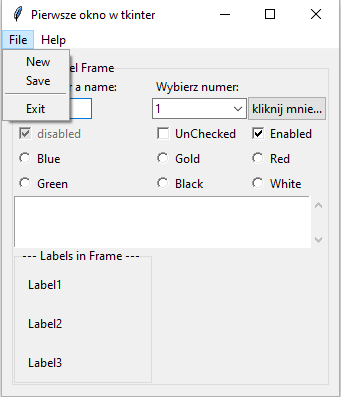 Pierwsze okno w tkinter
File Help
New
Save
Exit
Frame
a name: Wybierz numer:
1 kliknij mnie...
disabled UnChecked Enabled
Blue Gold Red
Green Black White
--- Labels in Frame ---
Label1
Label2
Label3